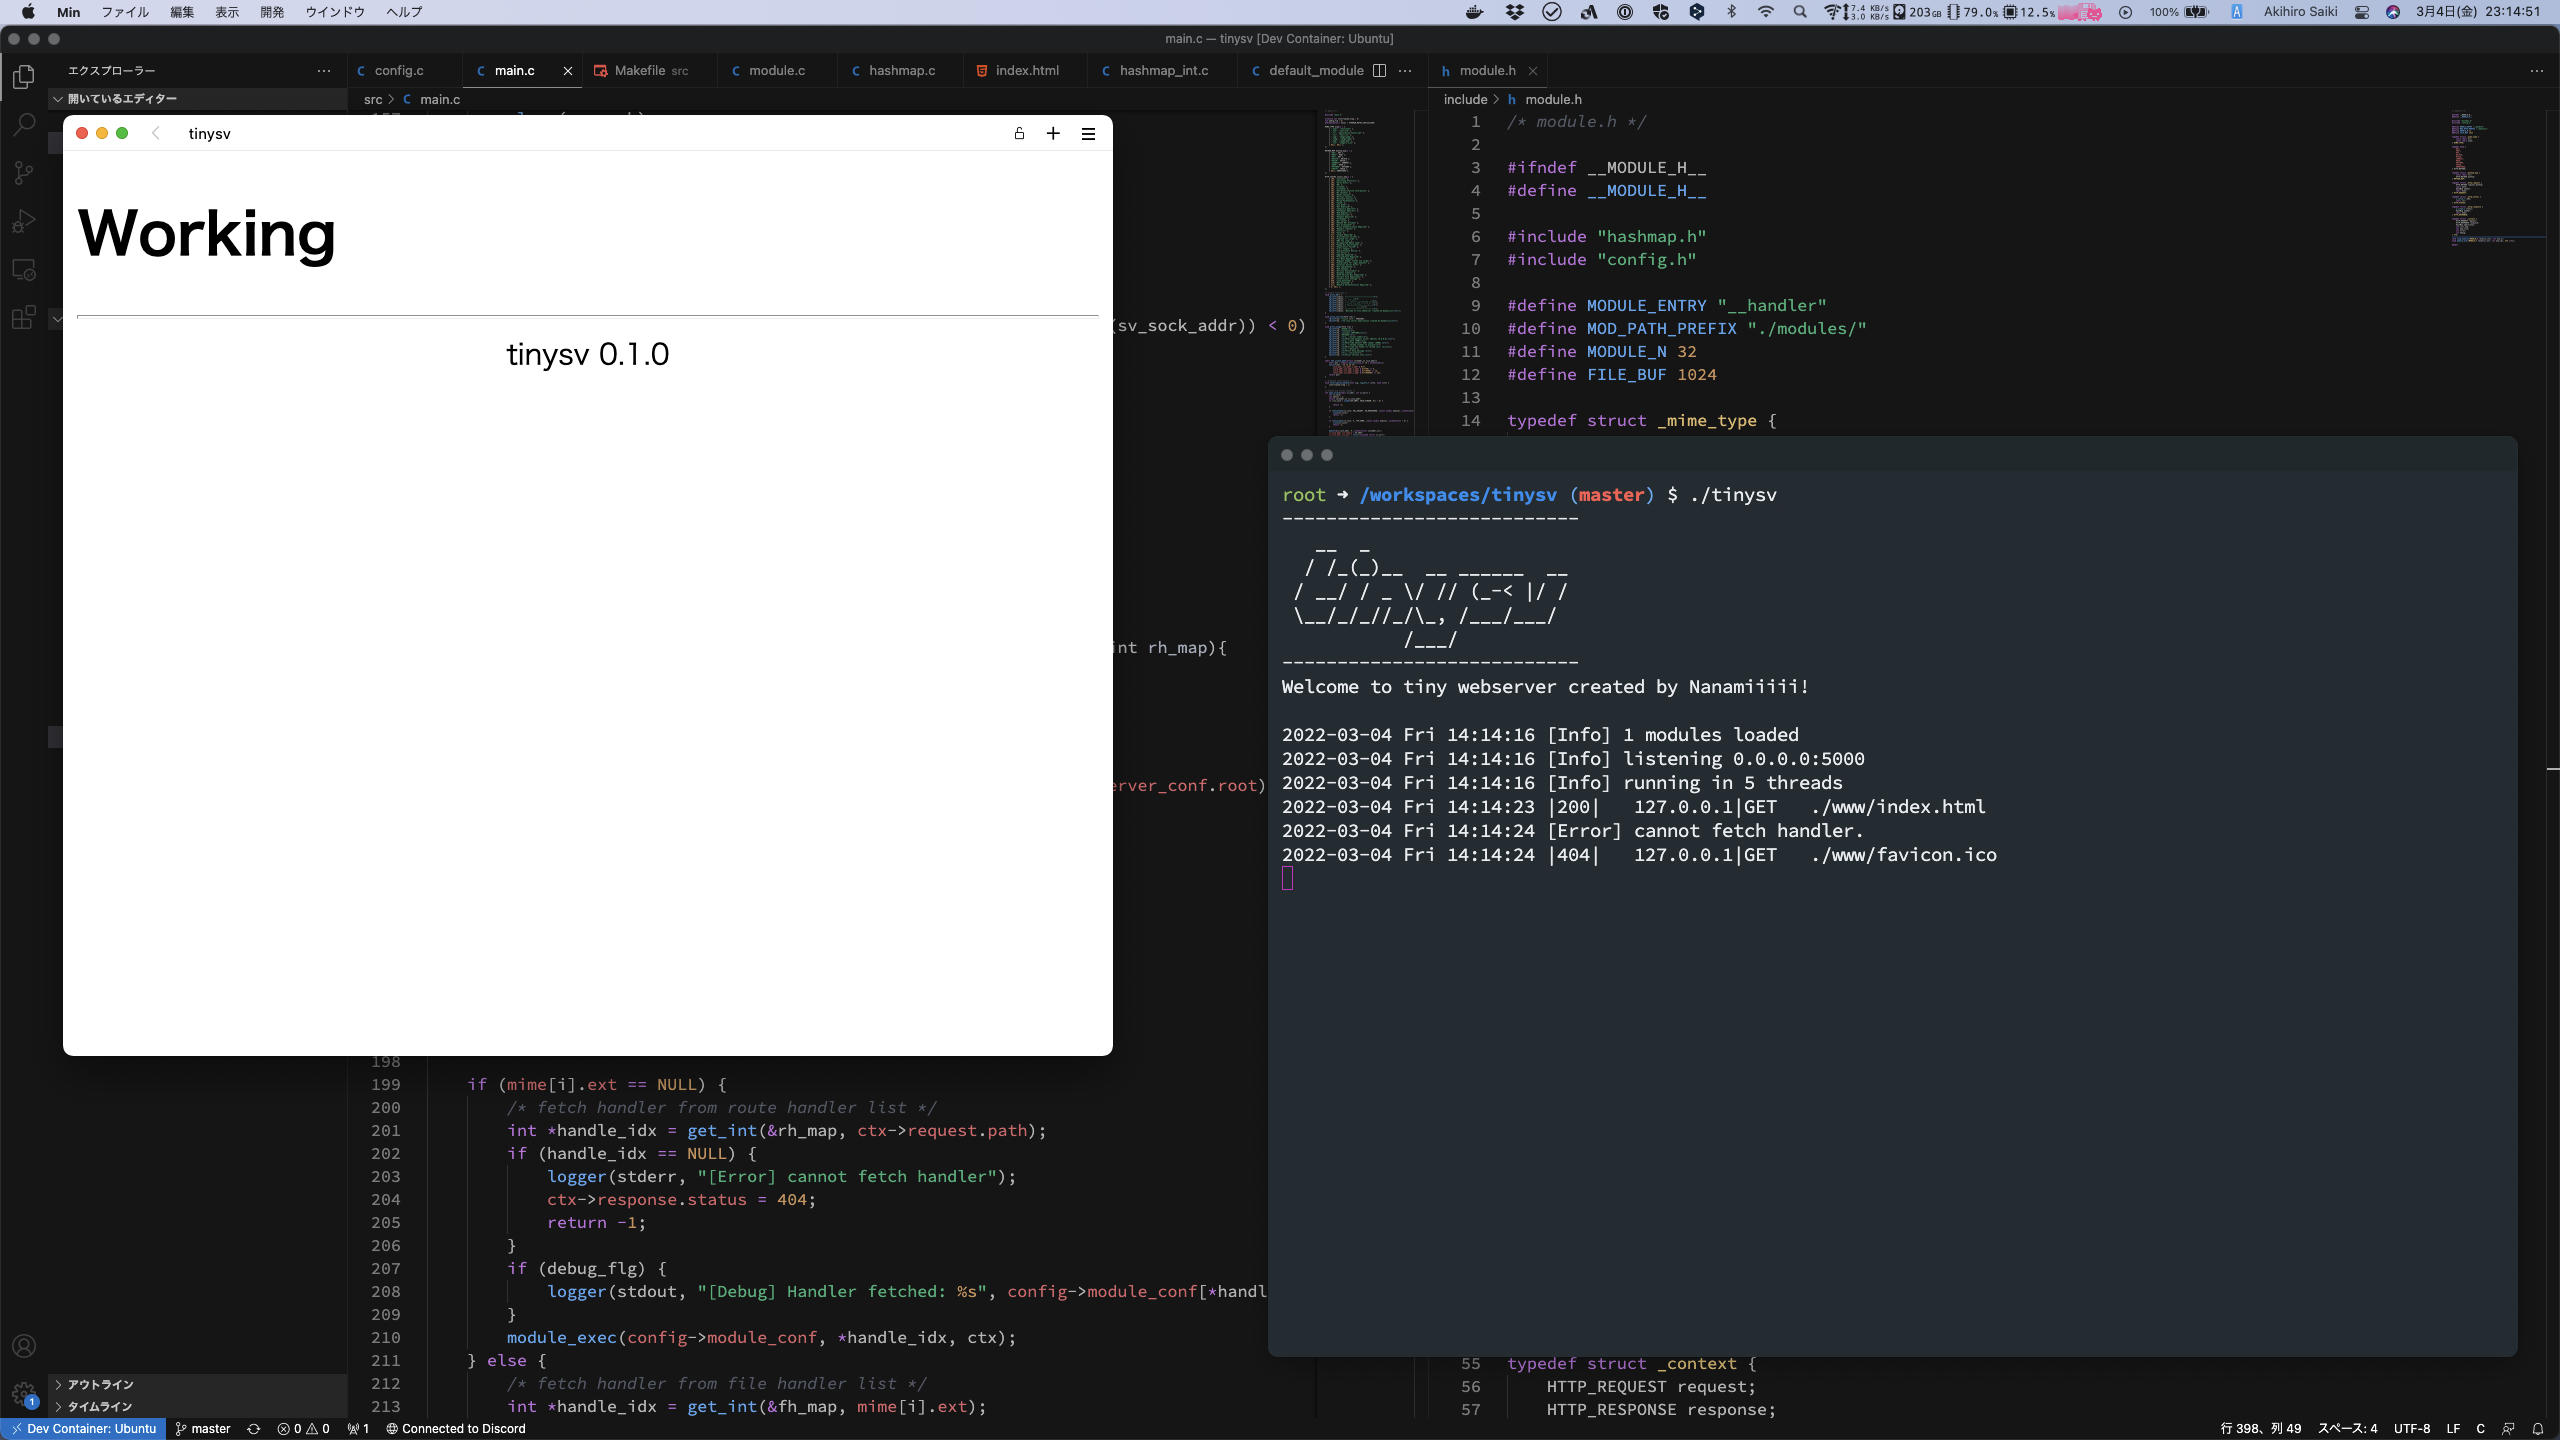 Min ファイル 編集 表示 開発 ウインドウ ヘルプ
7.4 KB/s
3.0 KB/s
203GB 79.0% 12.5% 100% A Akihiro Saiki 3月4日(金) 23:14:51
main.c — tinysv [Dev Container: Ubuntu]
エクスプローラー
開いているエディター
C config.c C main.c Makefile src C module.c C hashmap.c index.html C hashmap_int.c C default_module h module.h
src > C main.c
include > h module.h
tinysv
Working
tinysv 0.1.0
(sv_sock_addr)) < 0)
int rh_map){
erver_conf.root)
198
199 if (mime[i].ext == NULL) {
200 /* fetch handler from route handler list */
201 int *handle_idx = get_int(&rh_map, ctx->request.path);
202 if (handle_idx == NULL) {
203 logger(stderr, "[Error] cannot fetch handler");
204 ctx->response.status = 404;
205 return -1;
206 }
207 if (debug_flg) {
208 logger(stdout, "[Debug] Handler fetched: %s", config->module_conf[*handl
209 }
210 module_exec(config->module_conf, *handle_idx, ctx);
211 } else {
212 /* fetch handler from file handler list */
213 int *handle_idx = get_int(&fh_map, mime[i].ext);
1 /* module.h */
2
3 #ifndef __MODULE_H__
4 #define __MODULE_H__
5
6 #include "hashmap.h"
7 #include "config.h"
8
9 #define MODULE_ENTRY "__handler"
10 #define MOD_PATH_PREFIX "./modules/"
11 #define MODULE_N 32
12 #define FILE_BUF 1024
13
14 typedef struct _mime_type {
root ➜ /workspaces/tinysv (master) $ ./tinysv
---------------------------
   __  _
  / /_(_)__  __ ______  __
 / __/ / _ \/ // (_-< |/ /
 \__/_/_//_/\_, /___/___/
           /___/
---------------------------
Welcome to tiny webserver created by Nanamiiiii!
2022-03-04 Fri 14:14:16 [Info] 1 modules loaded
2022-03-04 Fri 14:14:16 [Info] listening 0.0.0.0:5000
2022-03-04 Fri 14:14:16 [Info] running in 5 threads
2022-03-04 Fri 14:14:23 |200|   127.0.0.1|GET   ./www/index.html
2022-03-04 Fri 14:14:24 [Error] cannot fetch handler.
2022-03-04 Fri 14:14:24 |404|   127.0.0.1|GET   ./www/favicon.ico
55 typedef struct _context {
56 HTTP_REQUEST request;
57 HTTP_RESPONSE response;
アウトライン
タイムライン
1
Dev Container: Ubuntu master 0 0 1 Connected to Discord
行 398、列 49 スペース: 4 UTF-8 LF C